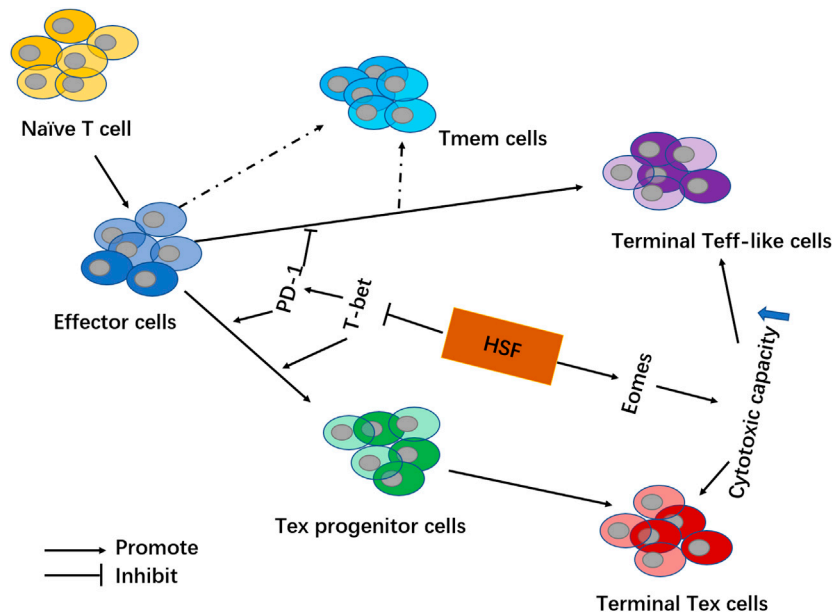 Naïve T cell
Tmem cells
Terminal Teff-like cells
Effector cells
PD-1
T-bet
HSF
Eomes
Cytotoxic capacity
Tex progenitor cells
Terminal Tex cells
Promote
Inhibit